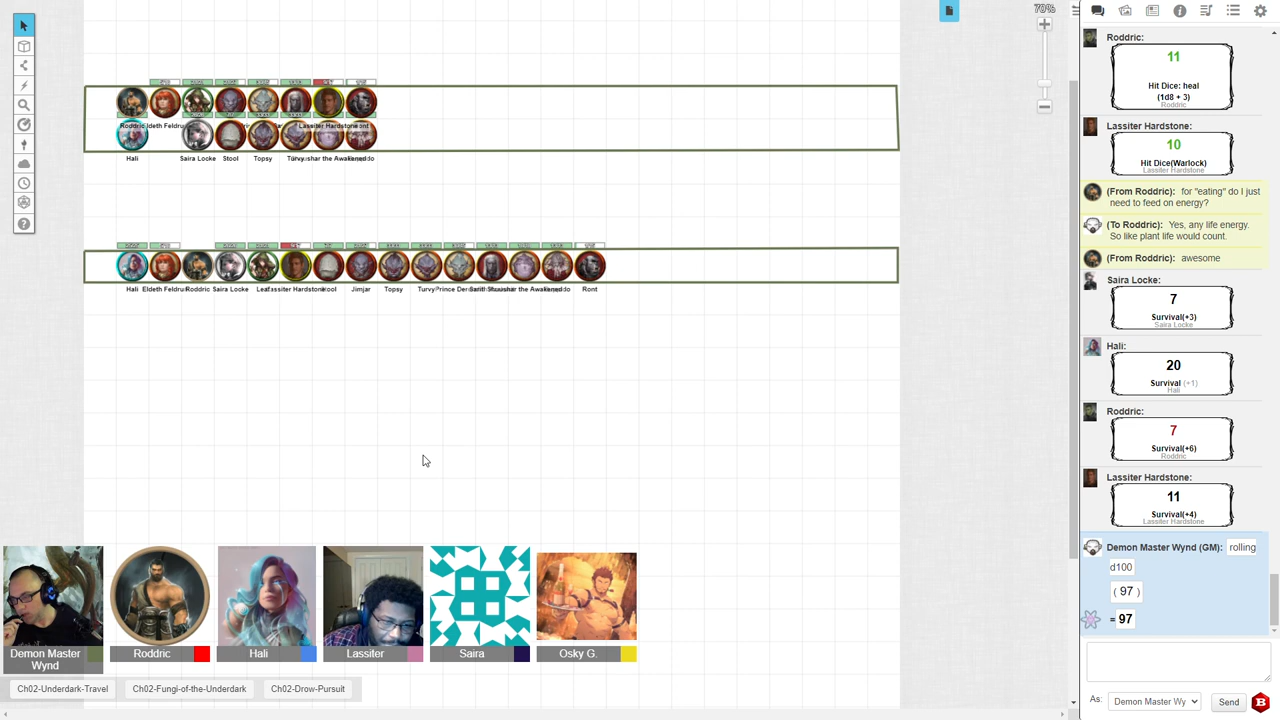 70%
Roddric
Lassiter Hardstone
Hali
Saira Locke
Stool
Topsy
Hali
Eldeth
Roddric
Saira Locke
Jimjar
Topsy
Ront
Demon Master
Wynd
Roddric
Hali
Lassiter
Saira
Osky G.
Ch02-Underdark-Travel
Ch02-Fungi-of-the-Underdark
Ch02-Drow-Pursuit
Roddric:
11
Hit Dice: heal
(1d8 + 3)
Roddric
Lassiter Hardstone:
10
Hit Dice(Warlock)
Lassiter Hardstone
(From Roddric): for "eating" do I just
need to feed on energy?
(To Roddric): Yes, any life energy.
So like plant life would count.
(From Roddric): awesome
Saira Locke:
7
Survival(+3)
Saira Locke
Hali:
20
Survival (+1)
Hali
Roddric:
7
Survival(+6)
Roddric
Lassiter Hardstone:
11
Survival(+4)
Lassiter Hardstone
Demon Master Wynd (GM): rolling
d100
( 97 )
= 97
As: Demon Master Wy Send